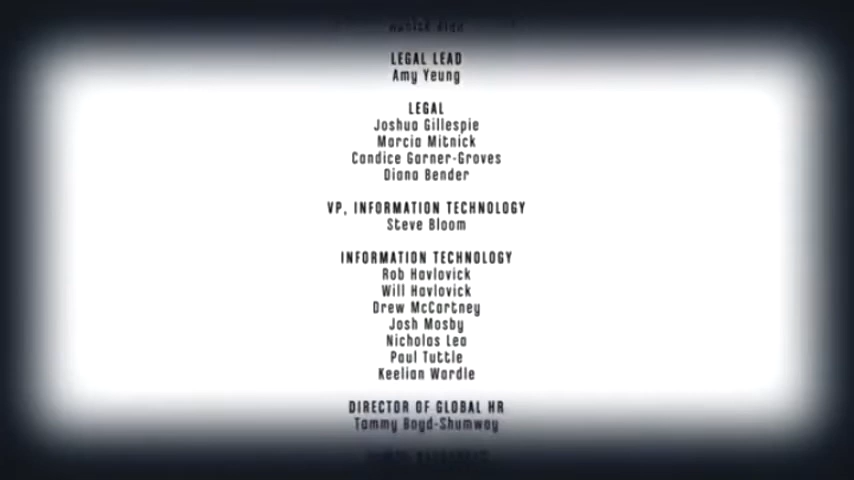 LEGAL LEAD
Amy Yeung
LEGAL
Joshua Gillespie
Marcia Mitnick
Candice Garner-Groves
Diana Bender
VP, INFORMATION TECHNOLOGY
Steve Bloom
INFORMATION TECHNOLOGY
Rob Havlovick
Will Havlovick
Drew McCartney
Josh Mosby
Nicholas Lea
Paul Tuttle
Keelian Wardle
DIRECTOR OF GLOBAL HR
Tammy Boyd-Shumway